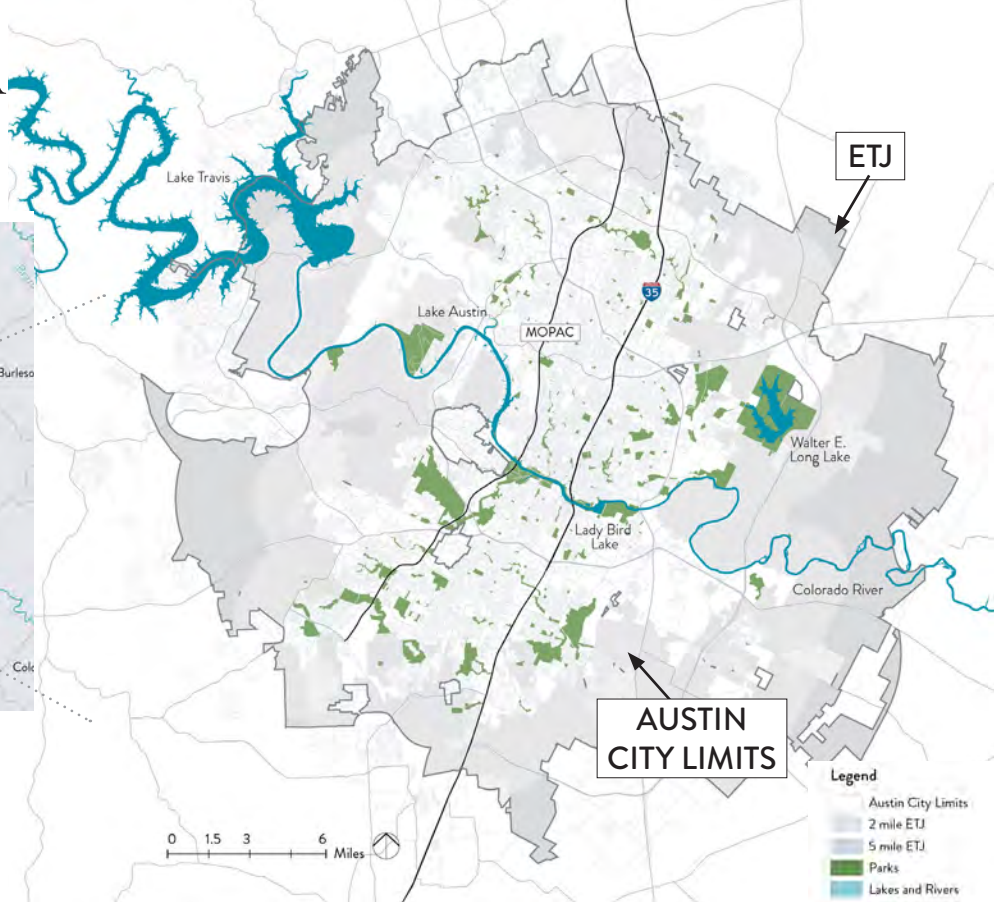 ETJ
Lake Travis
35
Lake Austin
MOPAC
Walter E.
Long Lake
Lady Bird
Lake
Colorado River
AUSTIN
CITY LIMITS
Legend
Austin City Limits
2 mile ETJ
5 mile ETJ
Parks
Lakes and Rivers
0 1.5 3 6
Miles
Burleso
Colo